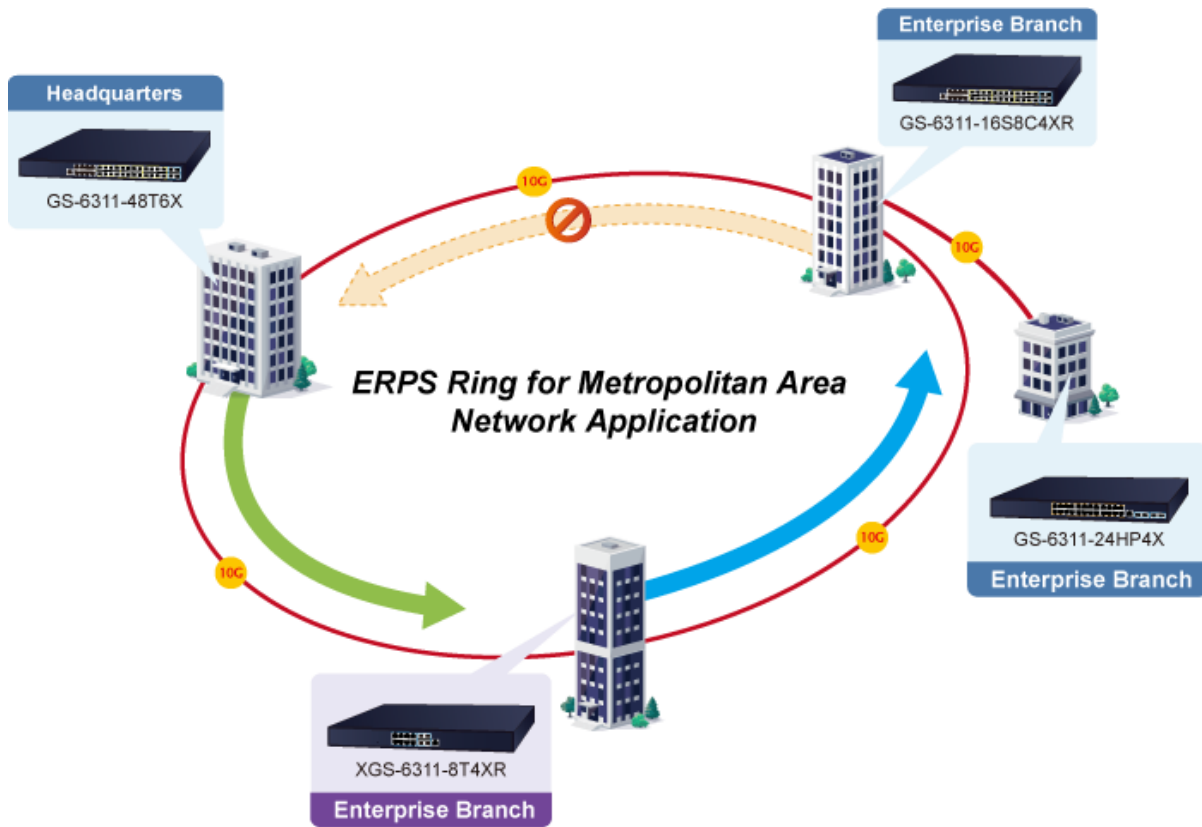 Enterprise Branch
GS-6311-16S8C4XR
Headquarters
GS-6311-48T6X
10G
10G
ERPS Ring for Metropolitan Area
Network Application
10G
GS-6311-24HP4X
Enterprise Branch
10G
XGS-6311-8T4XR
Enterprise Branch